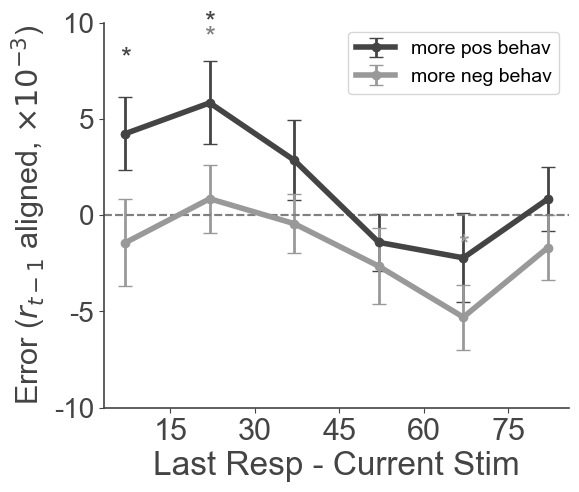 10
5
0
-5
-10
15 30 45 60 75
Last Resp - Current Stim
Error (r_{t-1} aligned, ×10^{-3})
more pos behav
more neg behav
*
*
*
*